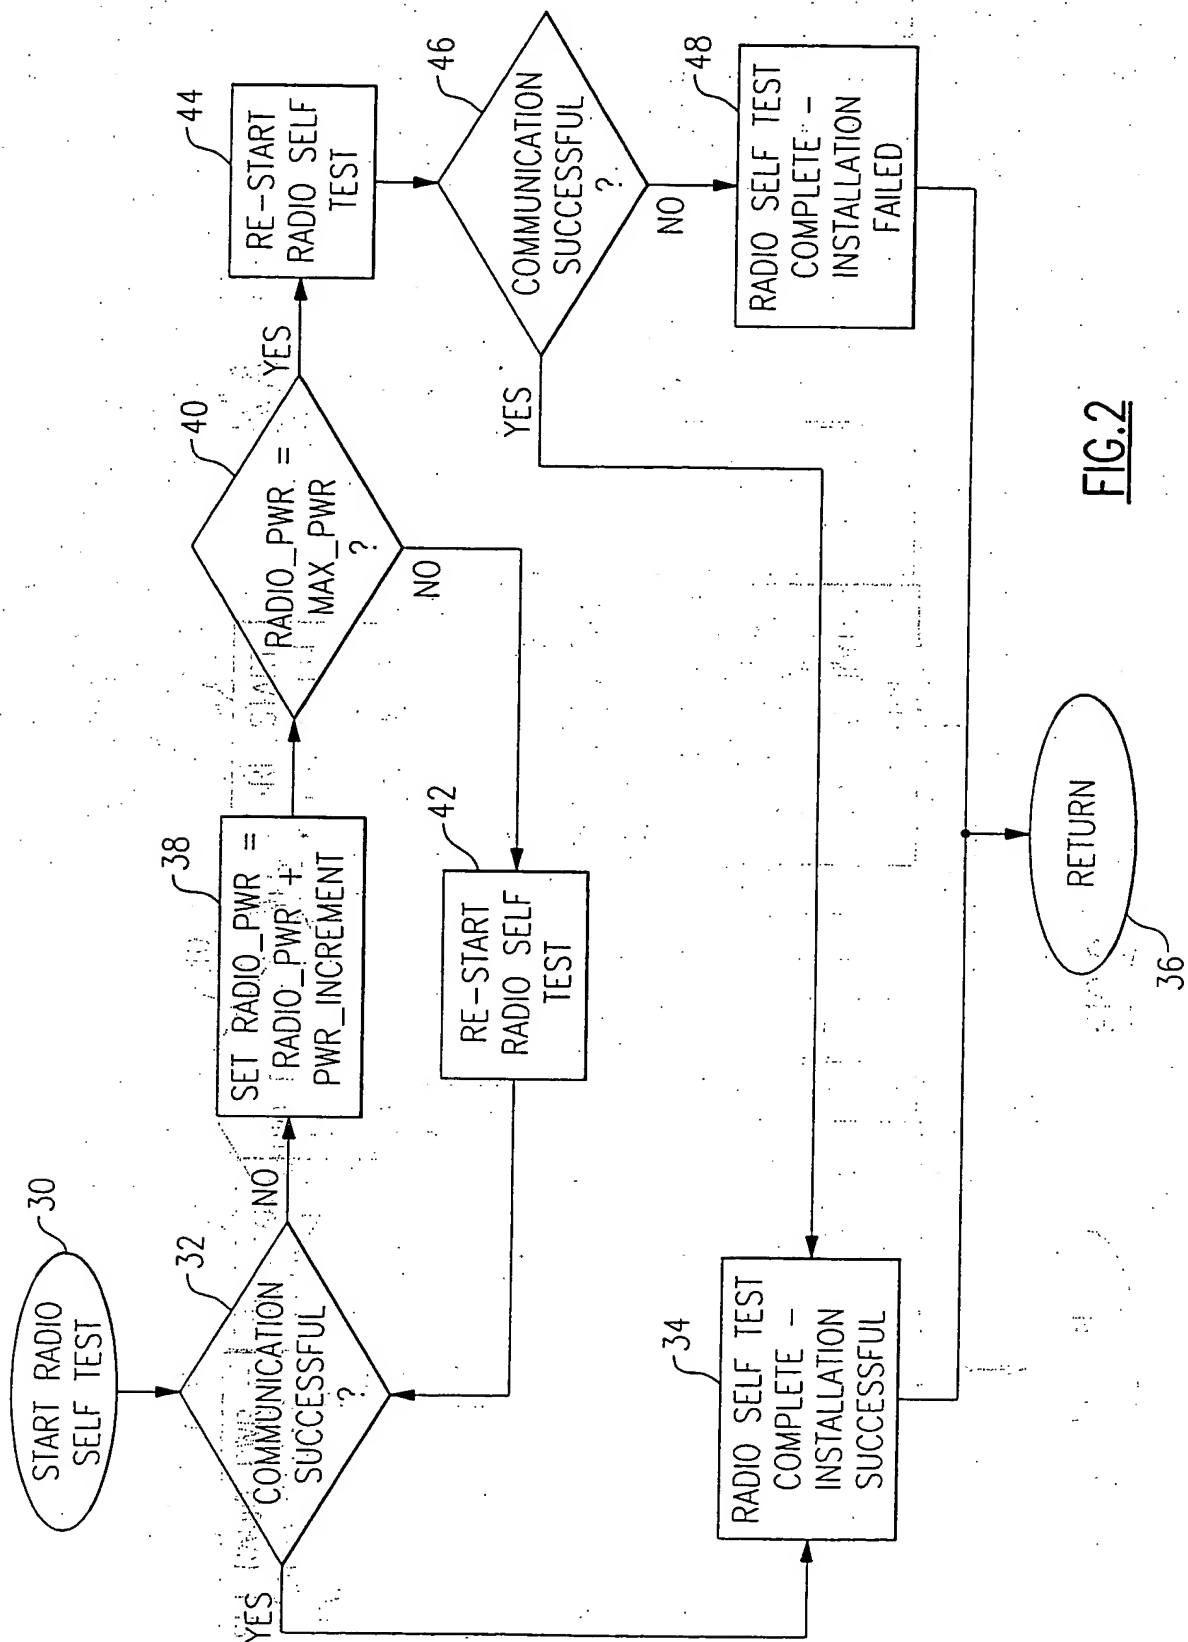 30
START RADIO
SELF TEST
32
COMMUNICATION
SUCCESSFUL
?
YES
NO
38
SET RADIO_PWR =
RADIO_PWR +
PWR_INCREMENT
40
RADIO_PWR =
MAX_PWR
?
YES
NO
44
RE-START
RADIO SELF
TEST
42
RE-START
RADIO SELF
TEST
46
COMMUNICATION
SUCCESSFUL
?
YES
NO
34
RADIO SELF TEST
COMPLETE -
INSTALLATION
SUCCESSFUL
48
RADIO SELF TEST
COMPLETE -
INSTALLATION
FAILED
RETURN
36
FIG.2